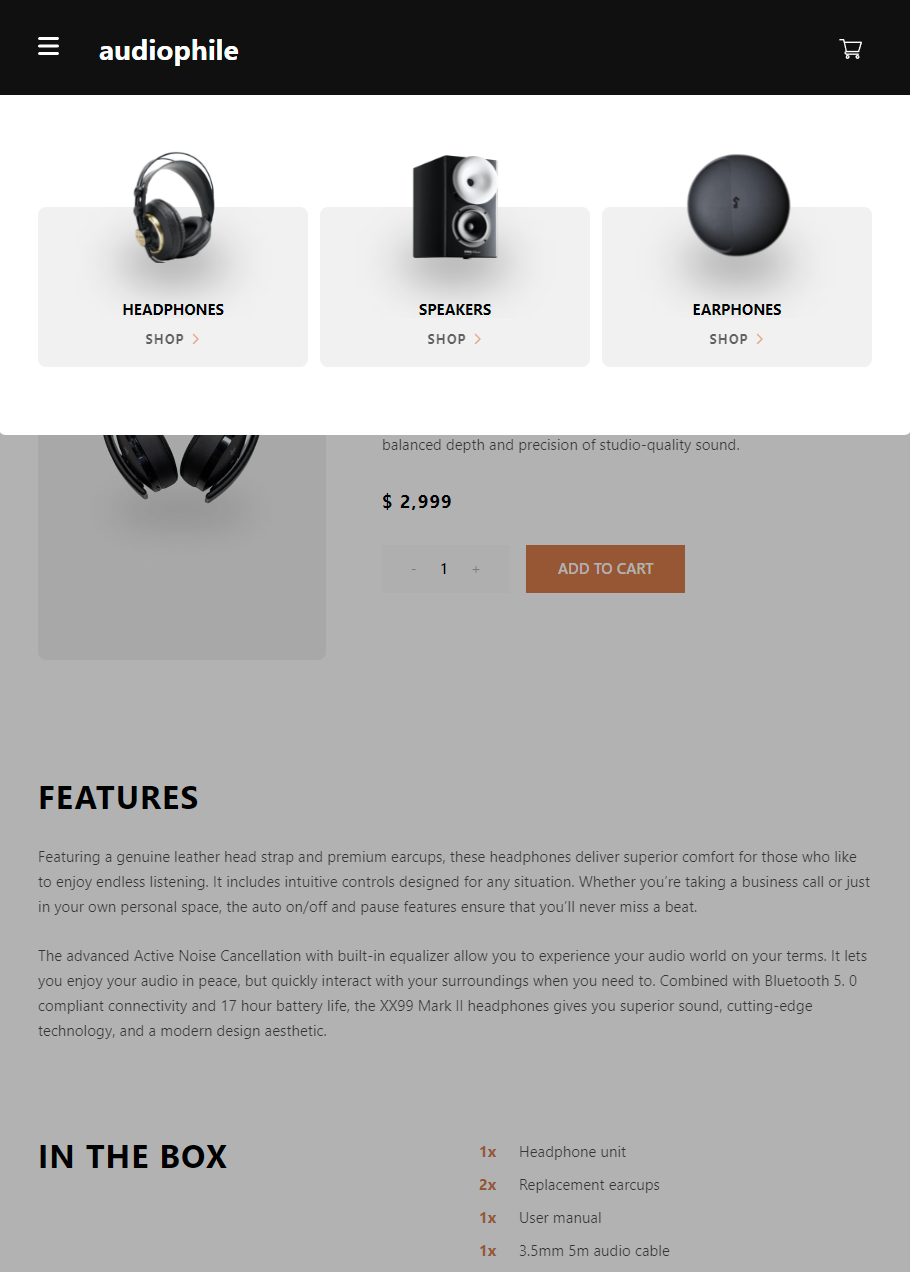 audiophile
HEADPHONES
SHOP
SPEAKERS
SHOP
EARPHONES
SHOP
balanced depth and precision of studio-quality sound.
$ 2,999
- 1 +
ADD TO CART
FEATURES
Featuring a genuine leather head strap and premium earcups, these headphones deliver superior comfort for those who like
to enjoy endless listening. It includes intuitive controls designed for any situation. Whether you’re taking a business call or just
in your own personal space, the auto on/off and pause features ensure that you’ll never miss a beat.
The advanced Active Noise Cancellation with built-in equalizer allow you to experience your audio world on your terms. It lets
you enjoy your audio in peace, but quickly interact with your surroundings when you need to. Combined with Bluetooth 5. 0
compliant connectivity and 17 hour battery life, the XX99 Mark II headphones gives you superior sound, cutting-edge
technology, and a modern design aesthetic.
IN THE BOX
1x Headphone unit
2x Replacement earcups
1x User manual
1x 3.5mm 5m audio cable